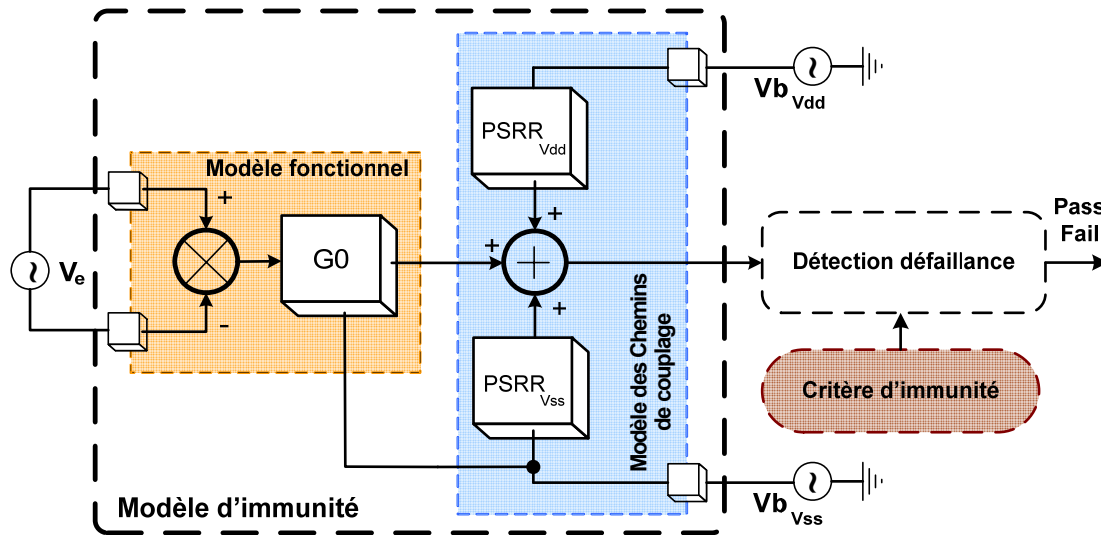 Vb Vdd
PSRR Vdd
Modèle fonctionnel
+
+
Pass
Fail
+
G0
+
Détection défaillance
~
Ve
-
+
PSRR Vss
Modèle des Chemins
de couplage
Critère d'immunité
Modèle d'immunité
Vb Vss